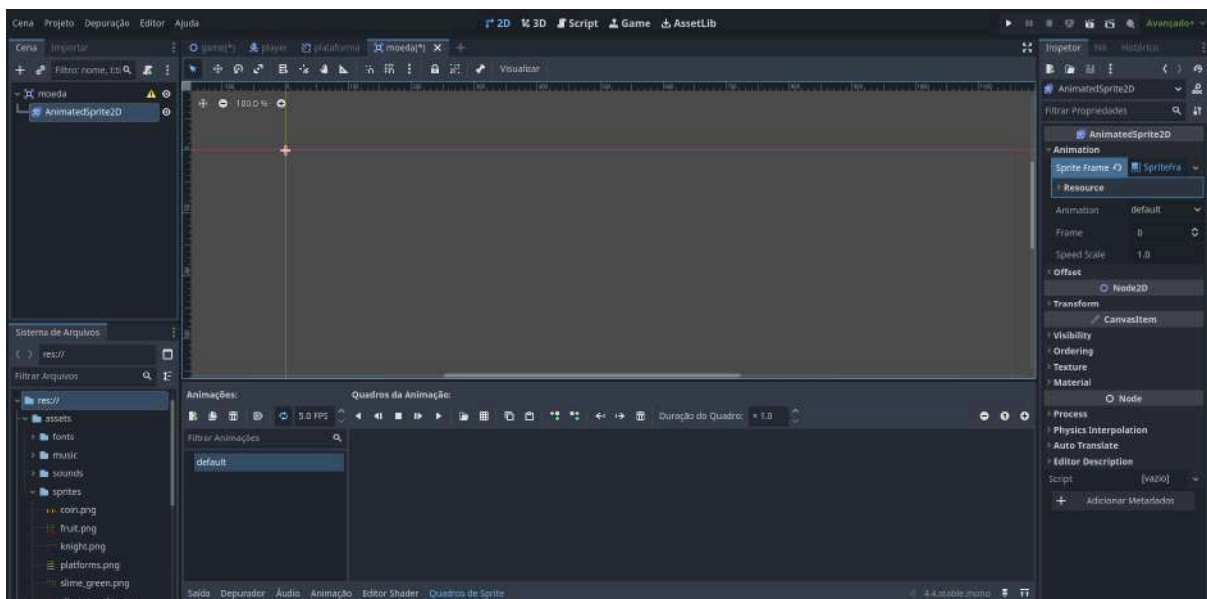 Cena Projeto Depuração Editor Ajuda
2D 3D Script Game AssetLib
Avançado+
Cena Importar
game(*) player plataforma moeda(*)
Inspetor Nó Histórico
Filtro: nome, t:ti
Visualizar
moeda
AnimatedSprite2D
100.0 %
AnimatedSprite2D
Filtrar Propriedades
AnimatedSprite2D
Animation
Sprite Frame SpriteFra
Resource
Animation default
Frame 0
Speed Scale 1.0
Offset
Node2D
Transform
CanvasItem
Visibility
Ordering
Texture
Material
Node
Process
Physics Interpolation
Auto Translate
Editor Description
Script [vazio]
Adicionar Metadados
Sistema de Arquivos
res://
Filtrar Arquivos
res://
assets
fonts
music
sounds
sprites
coin.png
fruit.png
knight.png
platforms.png
slime_green.png
Animações: Quadros da Animação:
5.0 FPS Duração do Quadro: × 1.0
Filtrar Animações
default
Saída Depurador Áudio Animação Editor Shader Quadros de Sprite
4.4.stable.mono